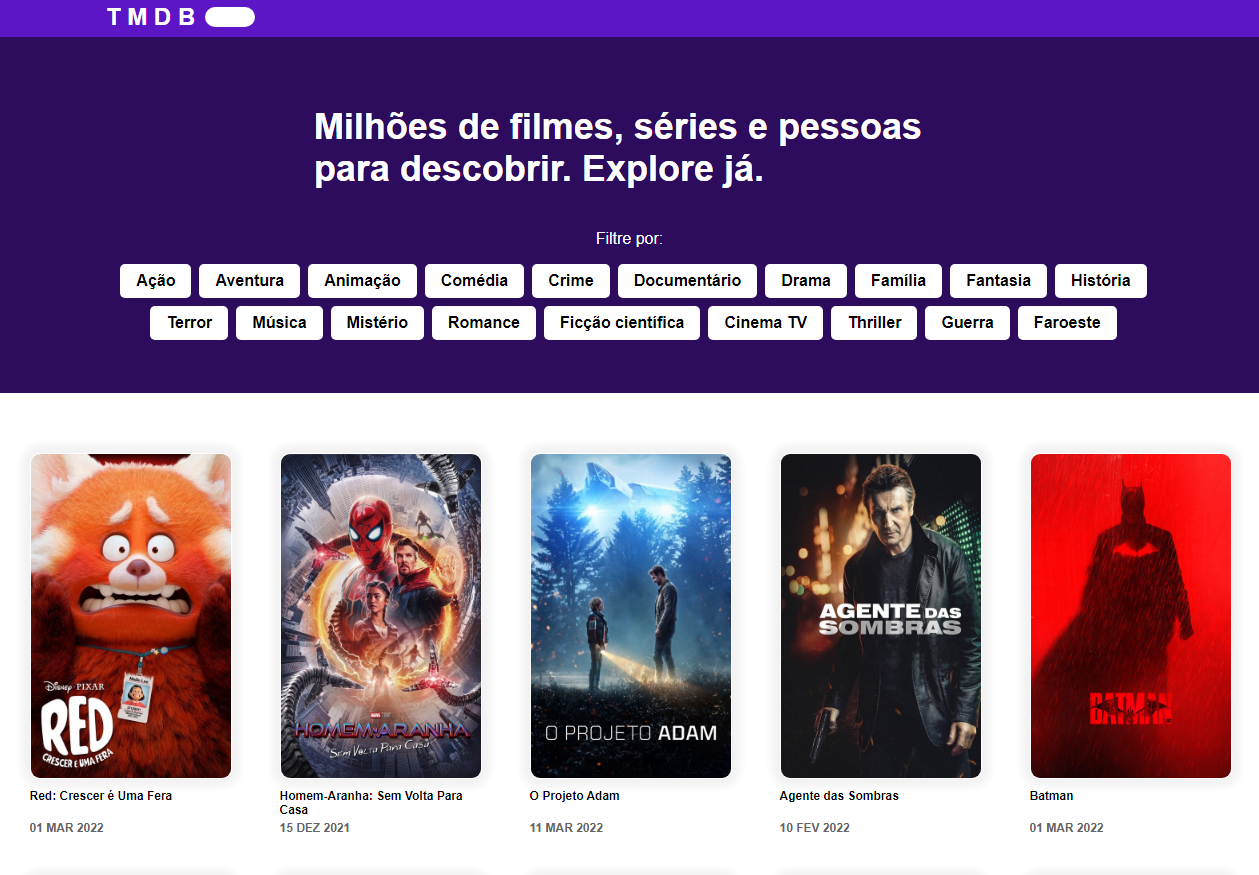 TMDB
Milhões de filmes, séries e pessoas
para descobrir. Explore já.
Filtre por:
Ação Aventura Animação Comédia Crime Documentário Drama Família Fantasia História
Terror Música Mistério Romance Ficção científica Cinema TV Thriller Guerra Faroeste
Disney · PIXAR
RED
CRESCER É UMA FERA
HOMEM-ARANHA
Sem Volta Para Casa
O PROJETO ADAM
AGENTE DAS
SOMBRAS
BATMAN
Red: Crescer é Uma Fera
01 MAR 2022
Homem-Aranha: Sem Volta Para
Casa
15 DEZ 2021
O Projeto Adam
11 MAR 2022
Agente das Sombras
10 FEV 2022
Batman
01 MAR 2022